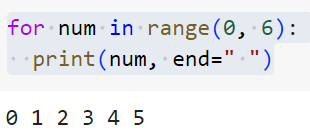 for num in range(0, 6):
  print(num, end=" ")
0 1 2 3 4 5